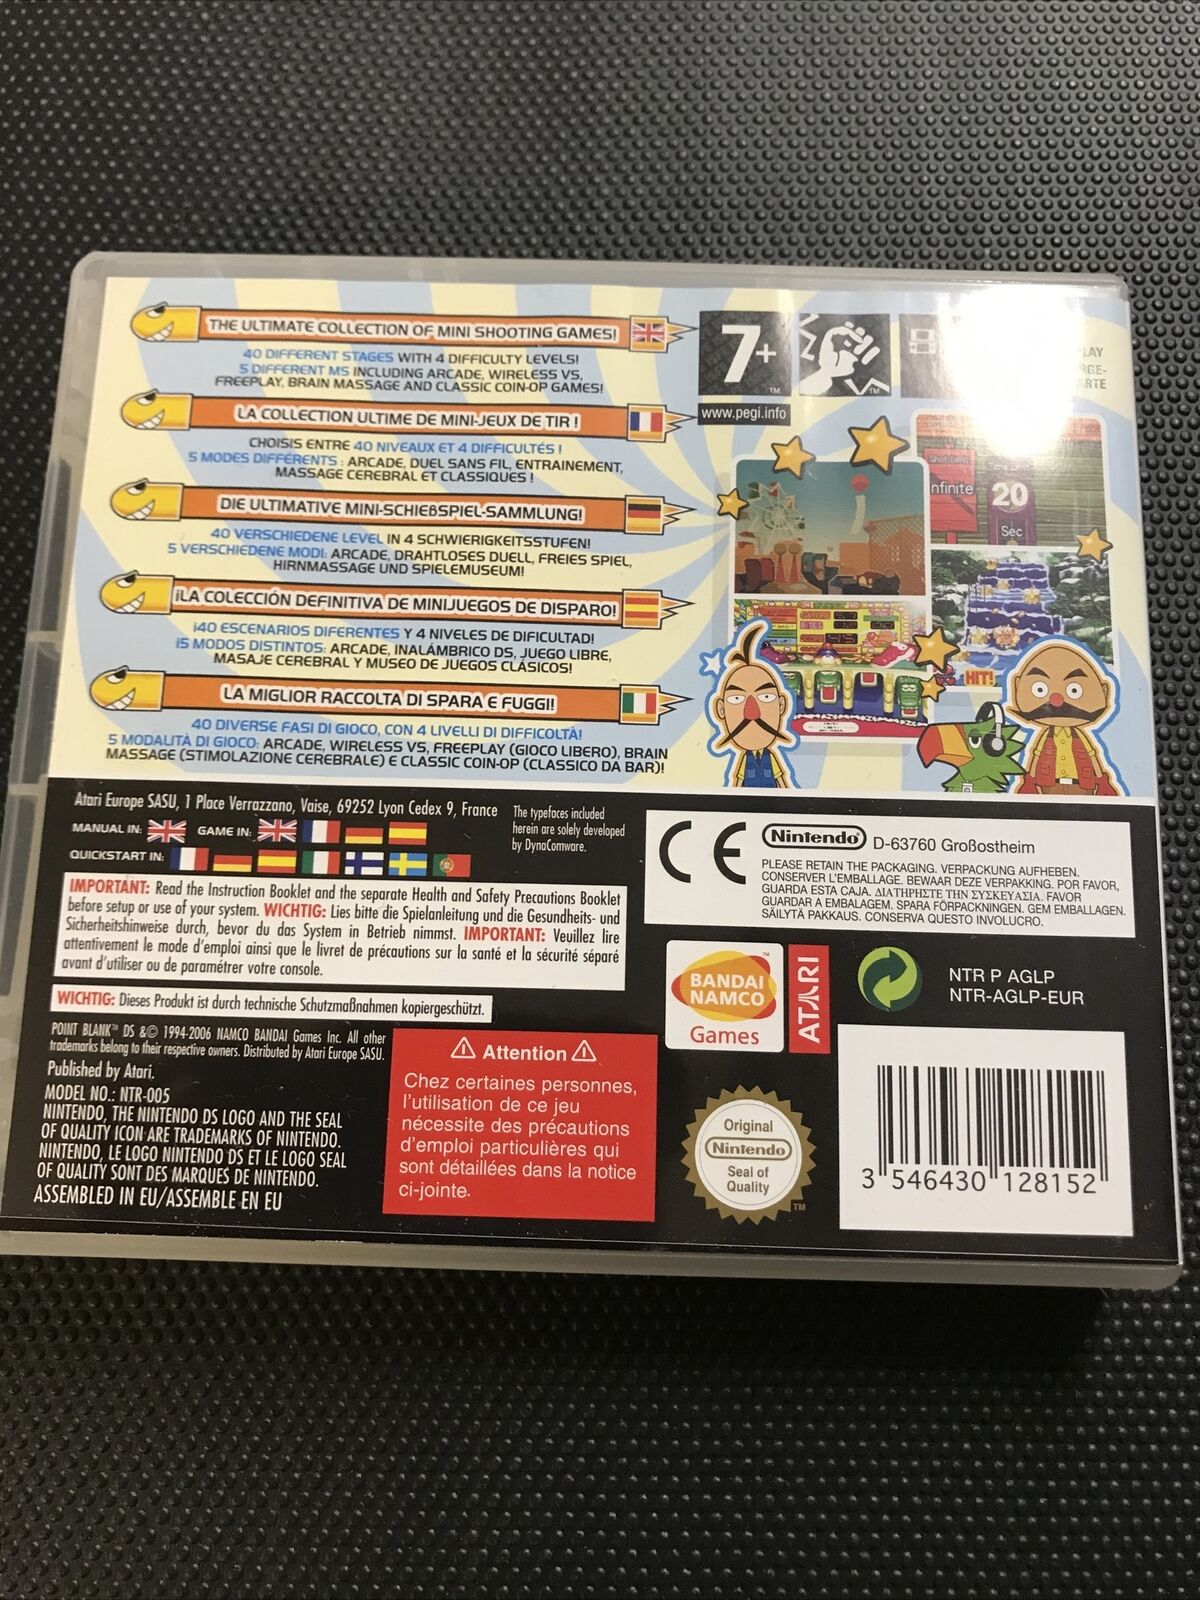 THE ULTIMATE COLLECTION OF MINI SHOOTING GAMES!
40 DIFFERENT STAGES WITH 4 DIFFICULTY LEVELS!
5 DIFFERENT MS INCLUDING ARCADE, WIRELESS VS,
FREEPLAY, BRAIN MASSAGE AND CLASSIC COIN-OP GAMES!
LA COLLECTION ULTIME DE MINI-JEUX DE TIR !
CHOISIS ENTRE 40 NIVEAUX ET 4 DIFFICULTÉS !
5 MODES DIFFÉRENTS : ARCADE, DUEL SANS FIL, ENTRAINEMENT,
MASSAGE CEREBRAL ET CLASSIQUES !
DIE ULTIMATIVE MINI-SCHIEßSPIEL-SAMMLUNG!
40 VERSCHIEDENE LEVEL IN 4 SCHWIERIGKEITSSTUFEN!
5 VERSCHIEDENE MODI: ARCADE, DRAHTLOSES DUELL, FREIES SPIEL,
HIRNMASSAGE UND SPIELEMUSEUM!
¡LA COLECCIÓN DEFINITIVA DE MINIJUEGOS DE DISPARO!
¡40 ESCENARIOS DIFERENTES Y 4 NIVELES DE DIFICULTAD!
¡5 MODOS DISTINTOS: ARCADE, INALÁMBRICO DS, JUEGO LIBRE,
MASAJE CEREBRAL Y MUSEO DE JUEGOS CLÁSICOS!
LA MIGLIOR RACCOLTA DI SPARA E FUGGI!
40 DIVERSE FASI DI GIOCO, CON 4 LIVELLI DI DIFFICOLTÀ!
5 MODALITÀ DI GIOCO: ARCADE, WIRELESS VS, FREEPLAY (GIOCO LIBERO), BRAIN
MASSAGE (STIMOLAZIONE CEREBRALE) E CLASSIC COIN-OP (CLASSICO DA BAR)!
7+
TM
www.pegi.info
Infinite
20
Sec
HIT!
Atari Europe SASU, 1 Place Verrazzano, Vaise, 69252 Lyon Cedex 9, France
MANUAL IN: GAME IN:
QUICKSTART IN:
The typefaces included
herein are solely developed
by DynaComware.
IMPORTANT: Read the Instruction Booklet and the separate Health and Safety Precautions Booklet
before setup or use of your system. WICHTIG: Lies bitte die Spielanleitung und die Gesundheits- und
Sicherheitshinweise durch, bevor du das System in Betrieb nimmst. IMPORTANT: Veuillez lire
attentivement le mode d'emploi ainsi que le livret de précautions sur la santé et la sécurité séparé
avant d'utiliser ou de paramétrer votre console.
WICHTIG: Dieses Produkt ist durch technische Schutzmaßnahmen kopiergeschützt.
POINT BLANK™ DS &© 1994-2006 NAMCO BANDAI Games Inc. All other
trademarks belong to their respective owners. Distributed by Atari Europe SASU.
Published by Atari.
MODEL NO.: NTR-005
NINTENDO, THE NINTENDO DS LOGO AND THE SEAL
OF QUALITY ICON ARE TRADEMARKS OF NINTENDO.
NINTENDO, LE LOGO NINTENDO DS ET LE LOGO SEAL
OF QUALITY SONT DES MARQUES DE NINTENDO.
ASSEMBLED IN EU/ASSEMBLE EN EU
Attention
Chez certaines personnes,
l'utilisation de ce jeu
nécessite des précautions
d'emploi particulières qui
sont détaillées dans la notice
ci-jointe.
CE
Nintendo® D-63760 Großostheim
PLEASE RETAIN THE PACKAGING. VERPACKUNG AUFHEBEN.
CONSERVER L'EMBALLAGE. BEWAAR DEZE VERPAKKING. POR FAVOR,
GUARDA ESTA CAJA. ΔΙΑΤΗΡΗΣΤΕ ΤΗΝ ΣΥΣΚΕΥΑΣΙΑ. FAVOR
GUARDAR A EMBALAGEM. SPARA FÖRPACKNINGEN. GEM EMBALLAGEN.
SÄILYTÄ PAKKAUS. CONSERVA QUESTO INVOLUCRO.
BANDAI
NAMCO
Games
ATARI
NTR P AGLP
NTR-AGLP-EUR
Original
Nintendo
Seal of
Quality
TM
3 546430 128152